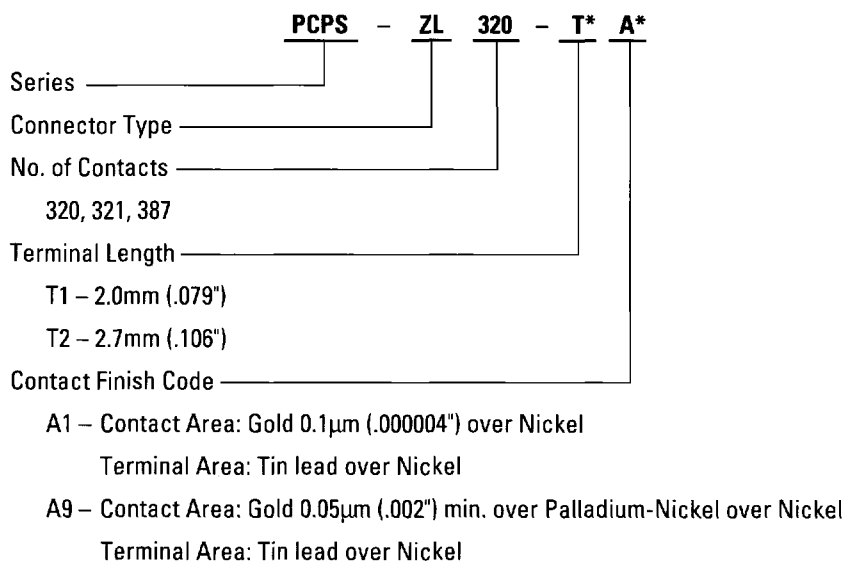 PCPS – ZL 320 – T* A*
Series
Connector Type
No. of Contacts
320, 321, 387
Terminal Length
T1 – 2.0mm (.079")
T2 – 2.7mm (.106")
Contact Finish Code
A1 – Contact Area: Gold 0.1µm (.000004") over Nickel
Terminal Area: Tin lead over Nickel
A9 – Contact Area: Gold 0.05µm (.002") min. over Palladium-Nickel over Nickel
Terminal Area: Tin lead over Nickel